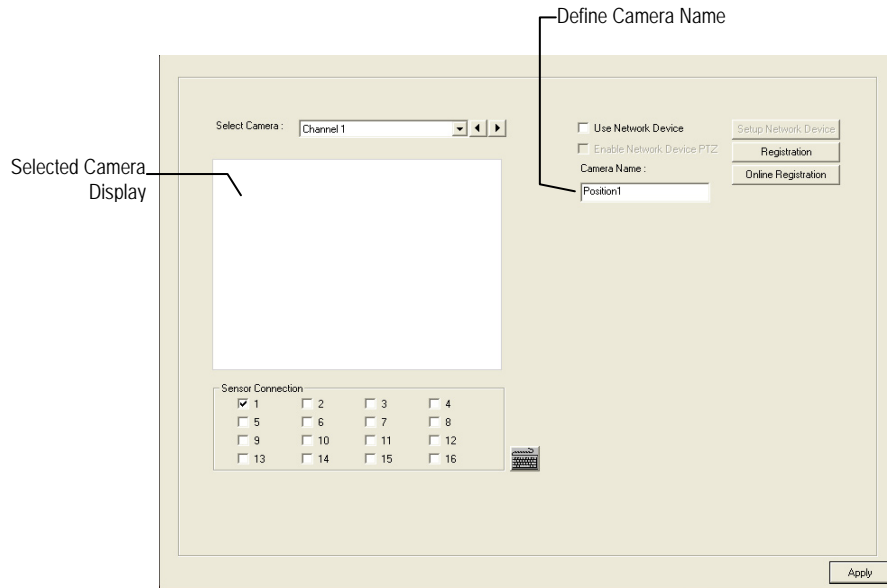 Define Camera Name
Select Camera :
Channel 1
Use Network Device
Setup Network Device
Enable Network Device PTZ
Registration
Camera Name :
Online Registration
Position1
Selected Camera
Display
Sensor Connection
1 2 3 4
5 6 7 8
9 10 11 12
13 14 15 16
Apply